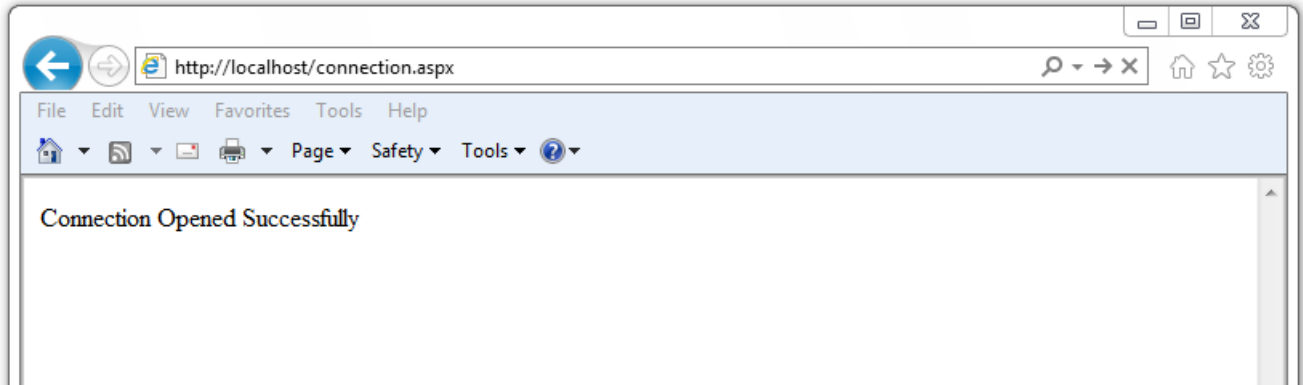 http://localhost/connection.aspx
File Edit View Favorites Tools Help
Page Safety Tools
Connection Opened Successfully